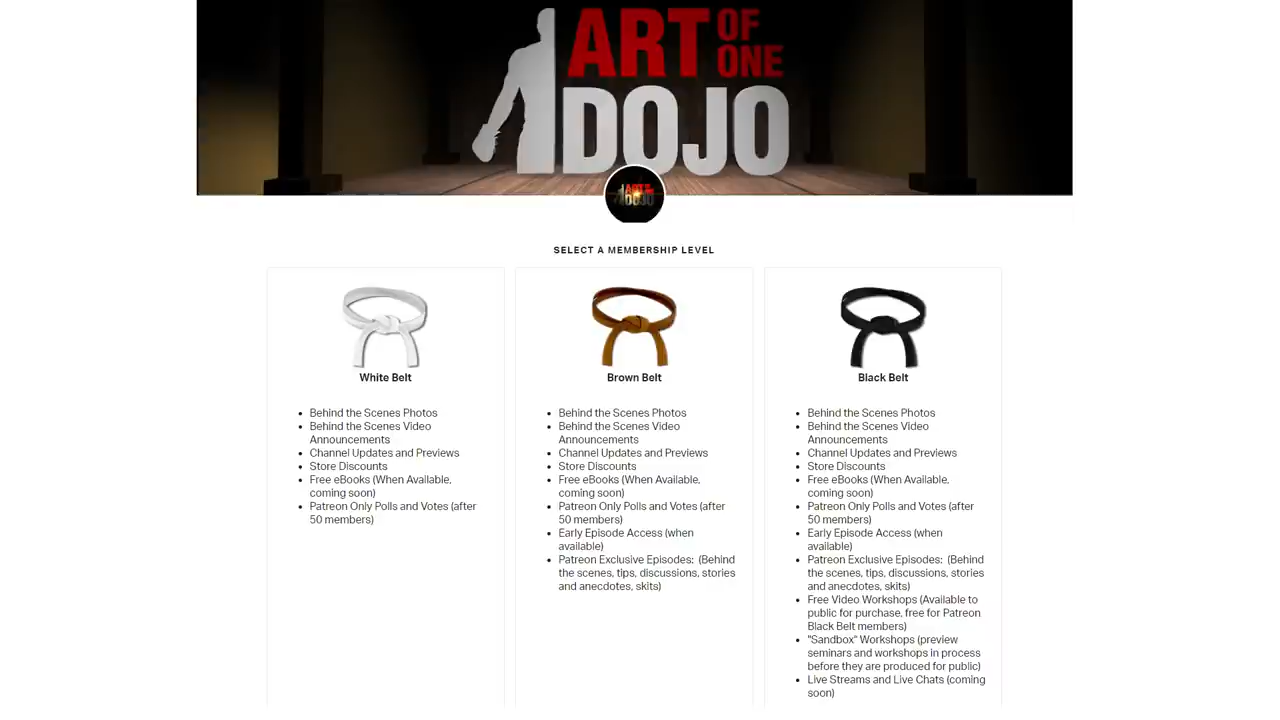 ART OF
ONE
DOJO
ART OF ONE
DOJO
SELECT A MEMBERSHIP LEVEL
White Belt
• Behind the Scenes Photos
• Behind the Scenes Video
Announcements
• Channel Updates and Previews
• Store Discounts
• Free eBooks (When Available,
coming soon)
• Patreon Only Polls and Votes (after
50 members)
Brown Belt
• Behind the Scenes Photos
• Behind the Scenes Video
Announcements
• Channel Updates and Previews
• Store Discounts
• Free eBooks (When Available,
coming soon)
• Patreon Only Polls and Votes (after
50 members)
• Early Episode Access (when
available)
• Patreon Exclusive Episodes:  (Behind
the scenes, tips, discussions, stories
and anecdotes, skits)
Black Belt
• Behind the Scenes Photos
• Behind the Scenes Video
Announcements
• Channel Updates and Previews
• Store Discounts
• Free eBooks (When Available,
coming soon)
• Patreon Only Polls and Votes (after
50 members)
• Early Episode Access (when
available)
• Patreon Exclusive Episodes:  (Behind
the scenes, tips, discussions, stories
and anecdotes, skits)
• Free Video Workshops (Available to
public for purchase, free for Patreon
Black Belt members)
• "Sandbox" Workshops (preview
seminars and workshops in process
before they are produced for public)
• Live Streams and Live Chats (coming
soon)